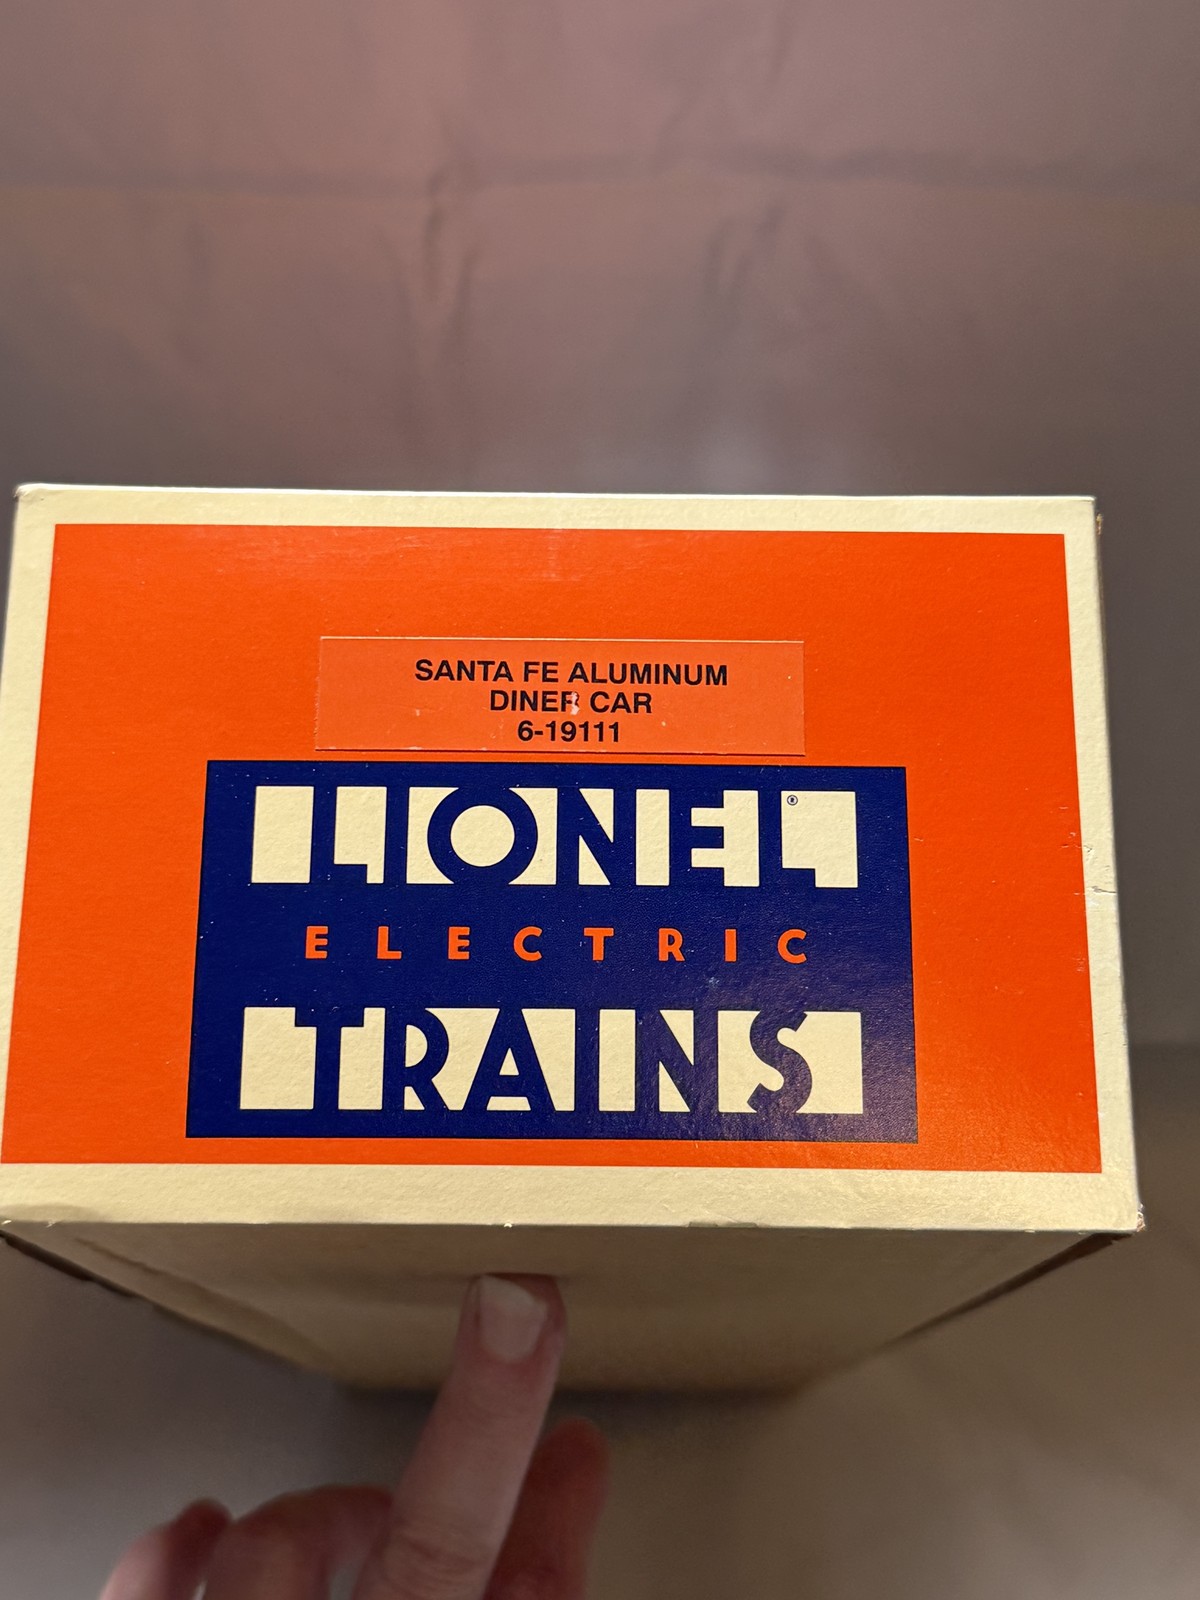 SANTA FE ALUMINUM
DINER CAR
6-19111
LIONEL®
ELECTRIC
TRAINS